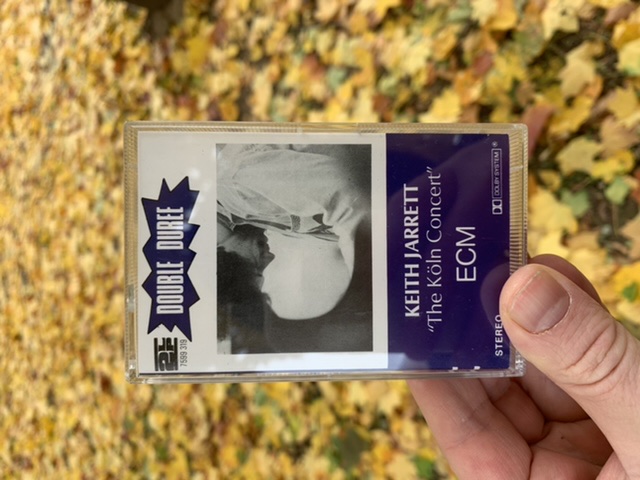 DOUBLE DUREE
7599 319
KEITH JARRETT
"The Köln Concert"
ECM
STEREO
DOLBY SYSTEM